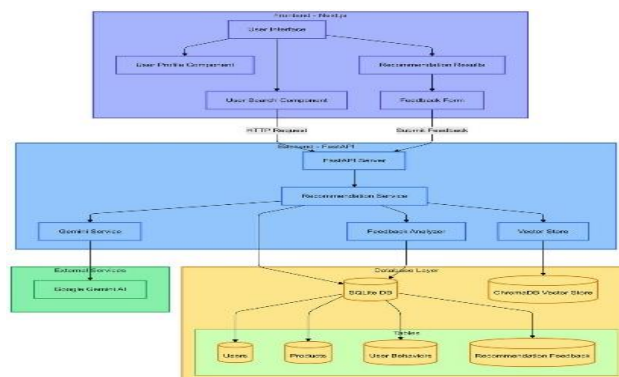 Frontend - Next.js
User Interface
User Profile Component
Recommendation Results
User Search Component
Feedback Form
HTTP Request
Submit Feedback
Backend - FastAPI
FastAPI Server
Recommendation Service
Gemini Service
Feedback Analyzer
Vector Store
External Services
Google Gemini AI
Database Layer
SQLite DB
ChromaDB Vector Store
Tables
Users
Products
User Behaviors
Recommendation Feedback